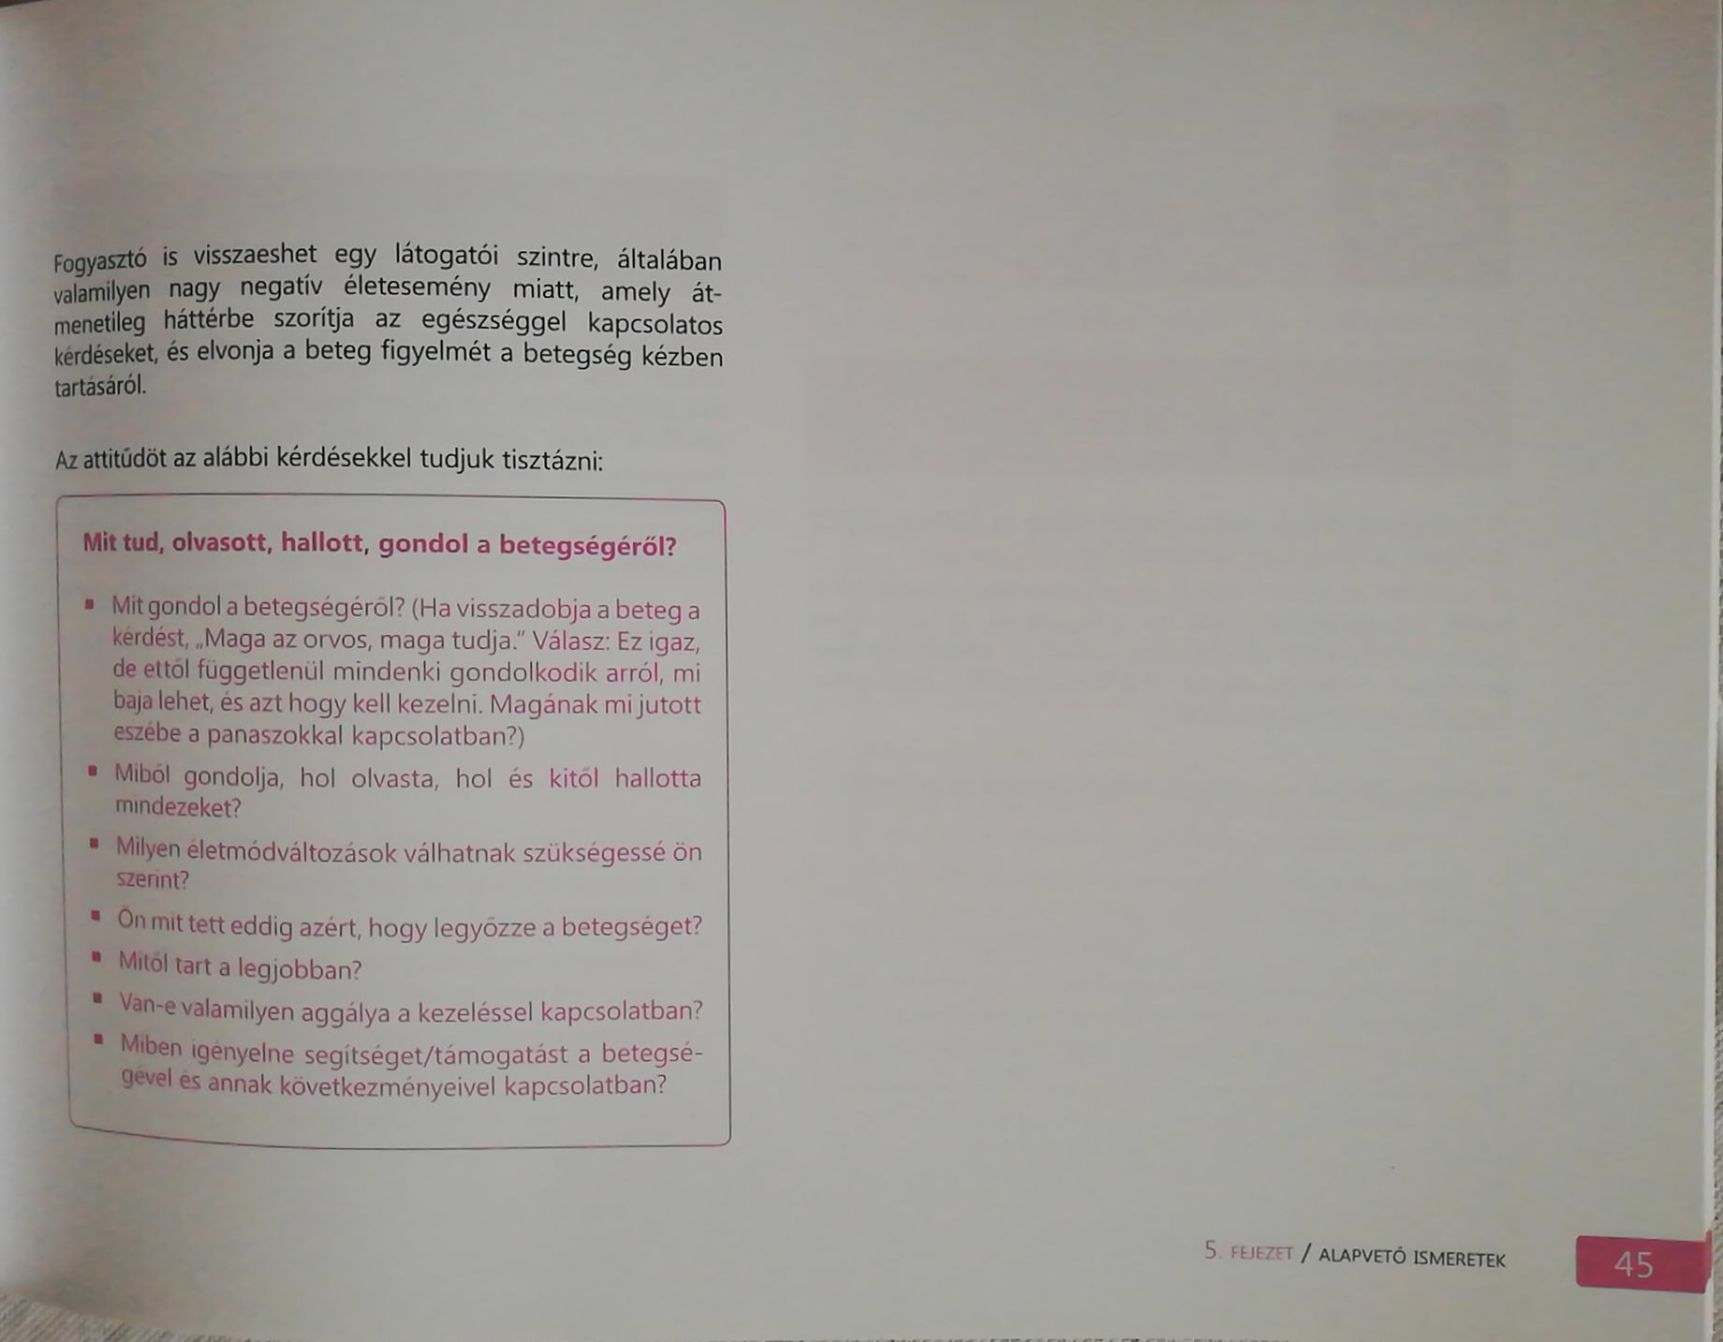 Fogyasztó is visszaeshet egy látogatói szintre, általában
valamilyen nagy negatív életesemény miatt, amely át-
menetileg háttérbe szorítja az egészséggel kapcsolatos
kérdéseket, és elvonja a beteg figyelmét a betegség kézben
tartásáról.
Az attitűdöt az alábbi kérdésekkel tudjuk tisztázni:
Mit tud, olvasott, hallott, gondol a betegségéről?
▪ Mit gondol a betegségéről? (Ha visszadobja a beteg a
kérdést, „Maga az orvos, maga tudja.” Válasz: Ez igaz,
de ettől függetlenül mindenki gondolkodik arról, mi
baja lehet, és azt hogy kell kezelni. Magának mi jutott
eszébe a panaszokkal kapcsolatban?)
▪ Miből gondolja, hol olvasta, hol és kitől hallotta
mindezeket?
▪ Milyen életmódváltozások válhatnak szükségessé ön
szerint?
▪ Ön mit tett eddig azért, hogy legyőzze a betegséget?
▪ Mitől tart a legjobban?
▪ Van-e valamilyen aggálya a kezeléssel kapcsolatban?
▪ Miben igényelne segítséget/támogatást a betegsé-
gével és annak következményeivel kapcsolatban?
5. FEJEZET / ALAPVETŐ ISMERETEK
45